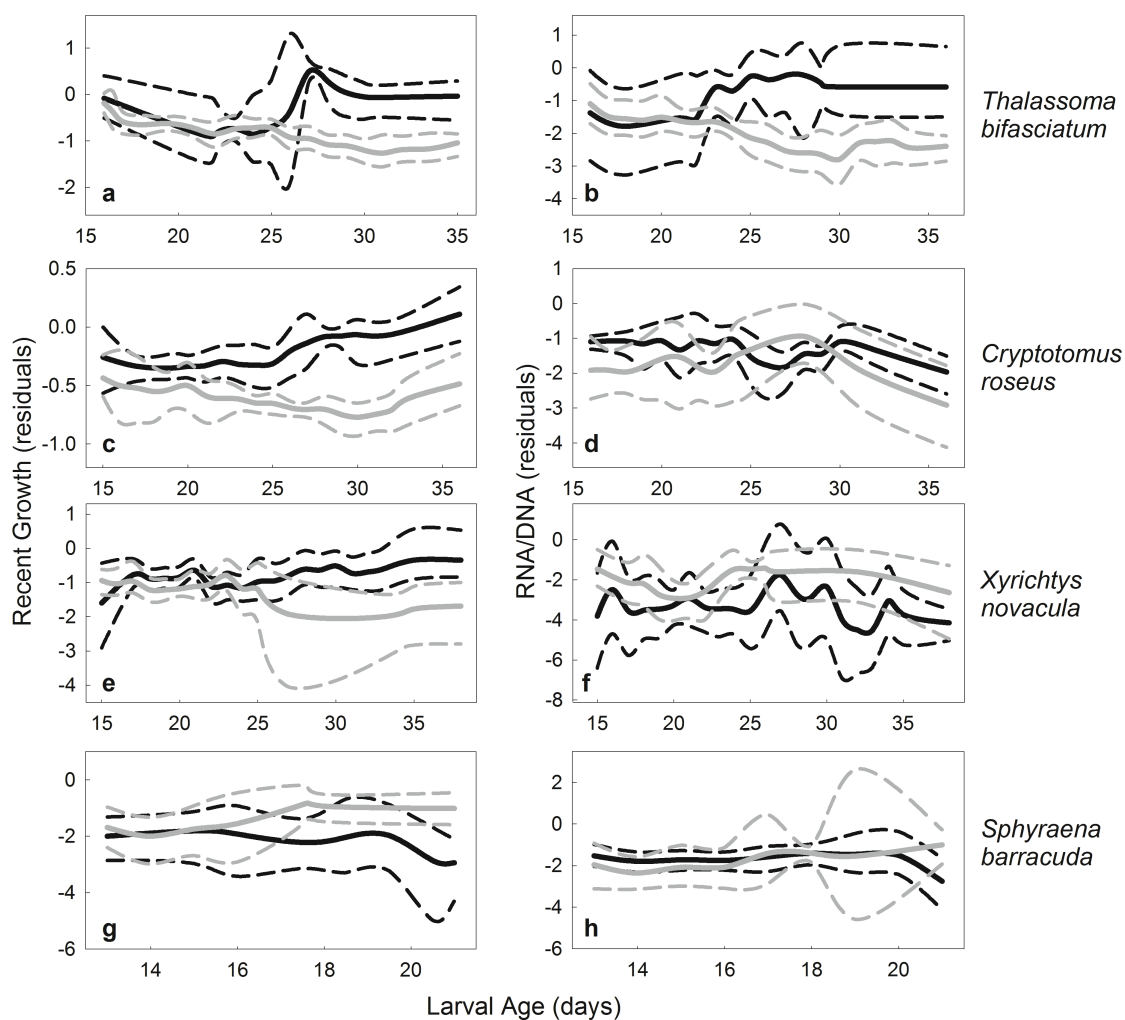 1
0
-1
-2
a
15 20 25 30 35
1
0
-1
-2
-3
-4
b
15 20 25 30 35
Thalassoma
bifasciatum
0.5
0.0
-0.5
-1.0
c
15 20 25 30 35
1
0
-1
-2
-3
-4
d
15 20 25 30 35
Cryptotomus
roseus
Recent Growth (residuals)
RNA/DNA (residuals)
1
0
-1
-2
-3
-4
e
15 20 25 30 35
0
-2
-4
-6
-8
f
15 20 25 30 35
Xyrichtys
novacula
0
-2
-4
-6
g
14 16 18 20
2
0
-2
-4
-6
h
14 16 18 20
Sphyraena
barracuda
Larval Age (days)